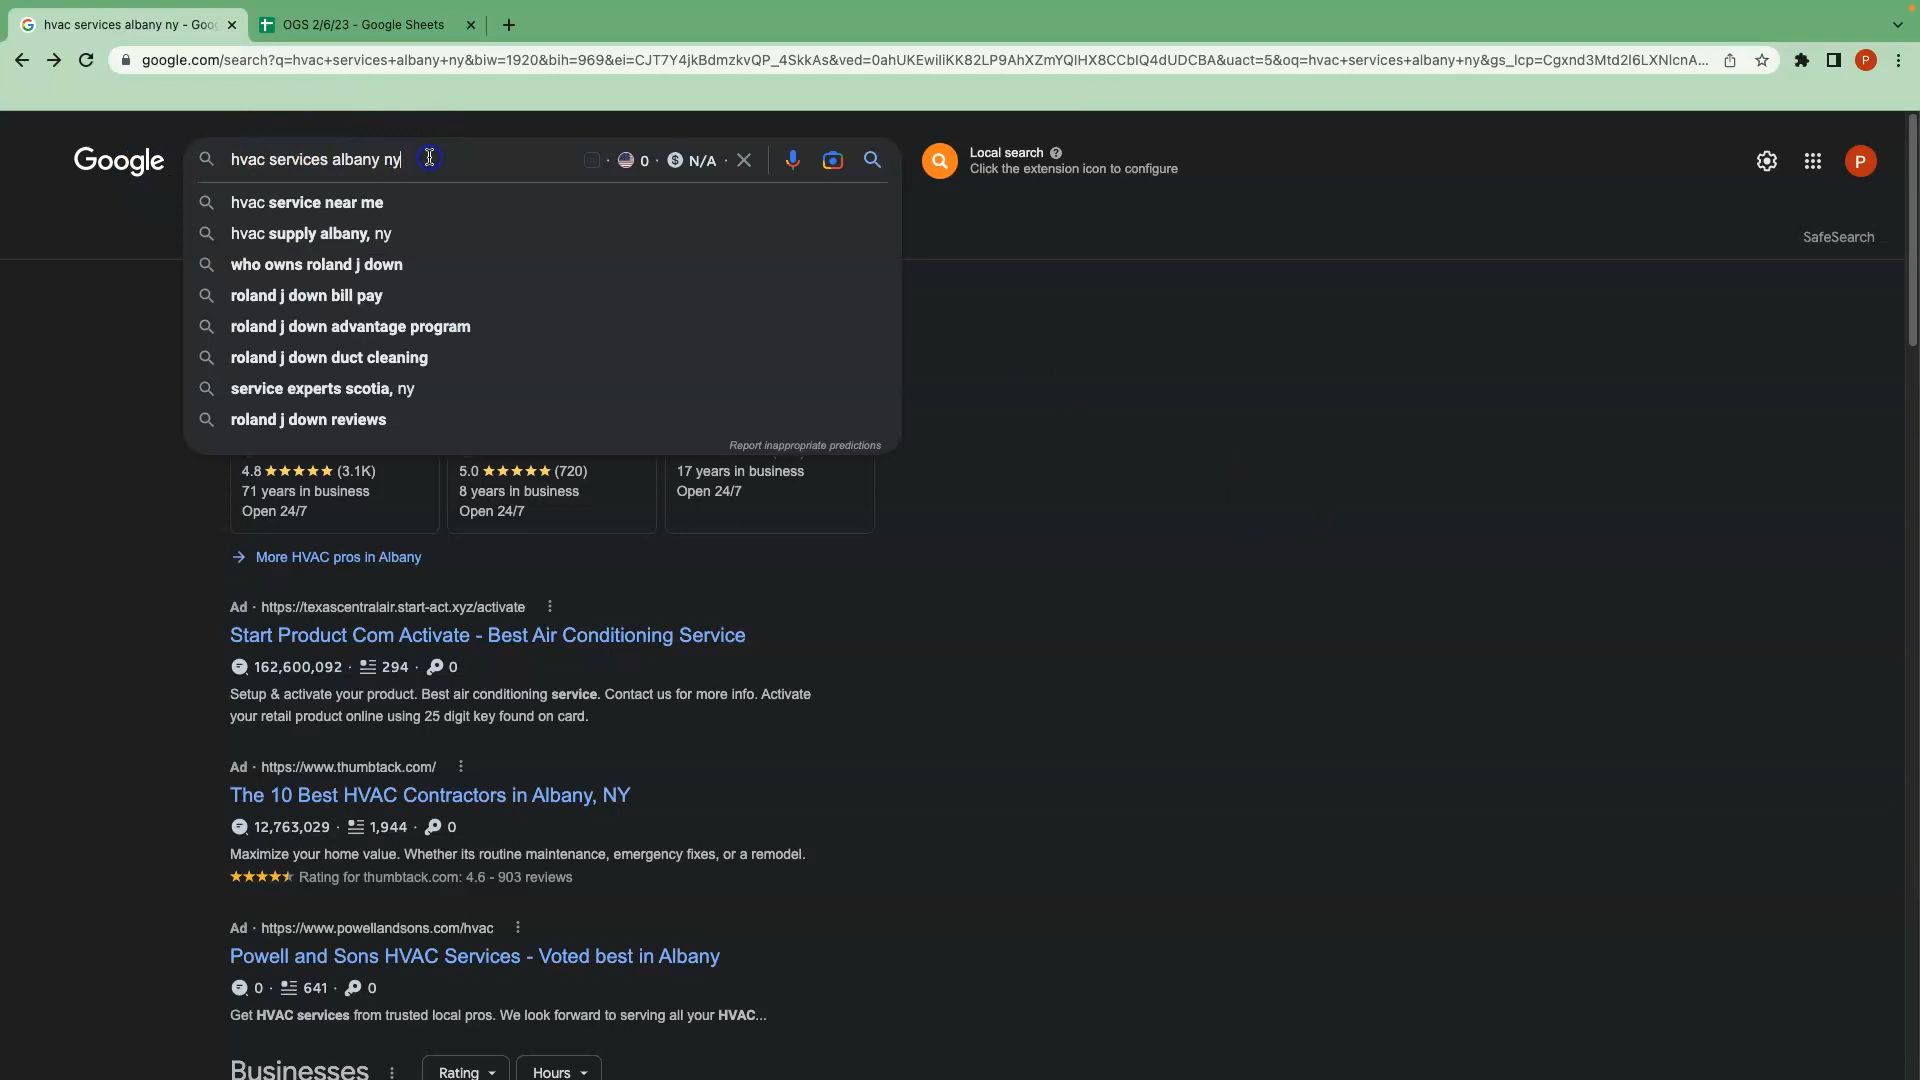 hvac services albany ny - Goo
OGS 2/6/23 - Google Sheets
google.com/search?q=hvac+services+albany+ny&biw=1920&bih=969&ei=CJT7Y4jkBdmzkvQP_4SkkAs&ved=0ahUKEwiIiKK82LP9AhXZmYQIHX8CCbIQ4dUDCBA&uact=5&oq=hvac+services+albany+ny&gs_lcp=Cgxnd3Mtd2l6LXNlcnA...
P
Google
hvac services albany ny
0 · N/A ·
Local search
Click the extension icon to configure
P
hvac service near me
hvac supply albany, ny
SafeSearch
who owns roland j down
roland j down bill pay
roland j down advantage program
roland j down duct cleaning
service experts scotia, ny
roland j down reviews
Report inappropriate predictions
4.8 ★★★★★ (3.1K)
71 years in business
Open 24/7
5.0 ★★★★★ (720)
8 years in business
Open 24/7
17 years in business
Open 24/7
More HVAC pros in Albany
Ad · https://texascentralair.start-act.xyz/activate
Start Product Com Activate - Best Air Conditioning Service
162,600,092 · 294 · 0
Setup & activate your product. Best air conditioning service. Contact us for more info. Activate
your retail product online using 25 digit key found on card.
Ad · https://www.thumbtack.com/
The 10 Best HVAC Contractors in Albany, NY
12,763,029 · 1,944 · 0
Maximize your home value. Whether its routine maintenance, emergency fixes, or a remodel.
Rating for thumbtack.com: 4.6 - 903 reviews
Ad · https://www.powellandsons.com/hvac
Powell and Sons HVAC Services - Voted best in Albany
0 · 641 · 0
Get HVAC services from trusted local pros. We look forward to serving all your HVAC...
Businesses
Rating
Hours